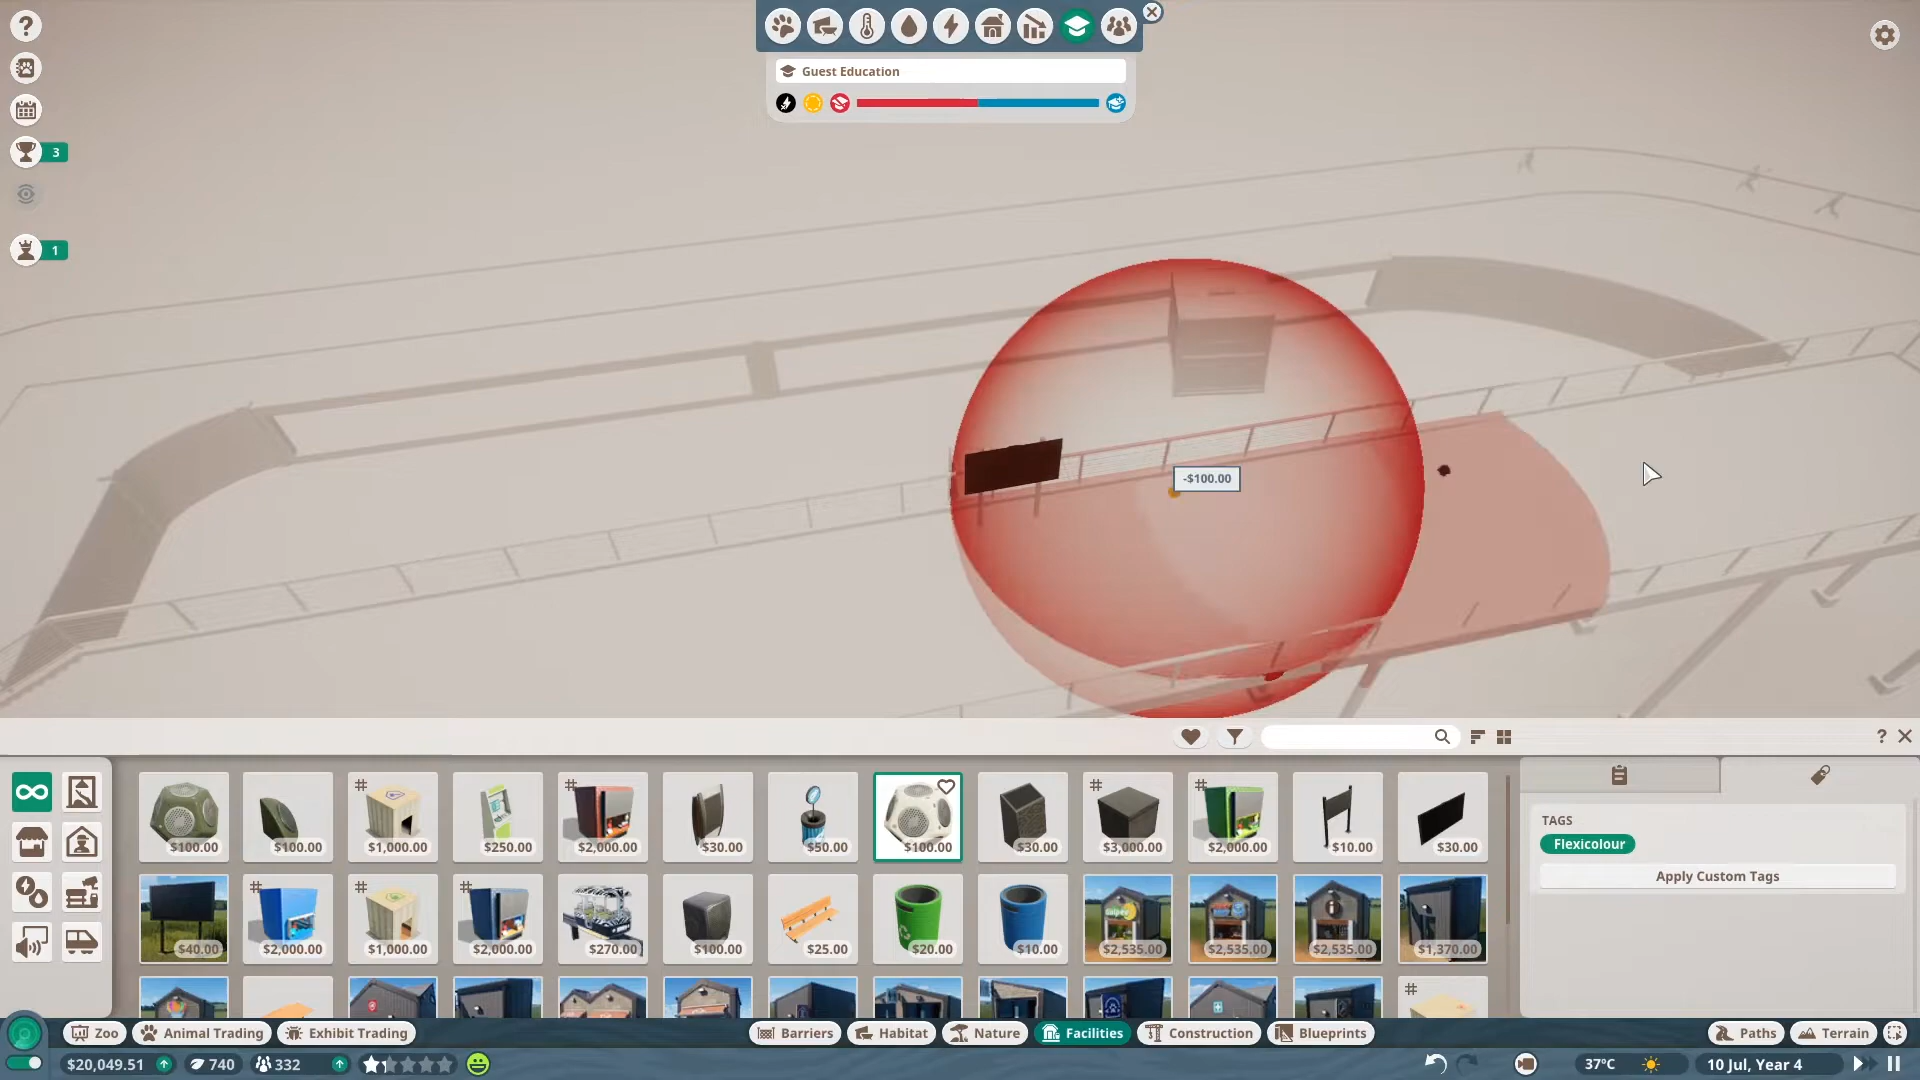 ?
3
1
Guest Education
-$100.00
?
$100.00
$100.00
# $1,000.00
$250.00
# $2,000.00
$30.00
$50.00
$100.00
$30.00
# $3,000.00
# $2,000.00
$10.00
$30.00
$40.00
# $2,000.00
# $1,000.00
# $2,000.00
$270.00
$100.00
$25.00
$20.00
$10.00
$2,535.00
$2,535.00
$2,535.00
$1,370.00
#
TAGS
Flexicolour
Apply Custom Tags
Zoo
Animal Trading
Exhibit Trading
Barriers
Habitat
Nature
Facilities
Construction
Blueprints
Paths
Terrain
$20,049.51
740
332
37°C
10 Jul, Year 4